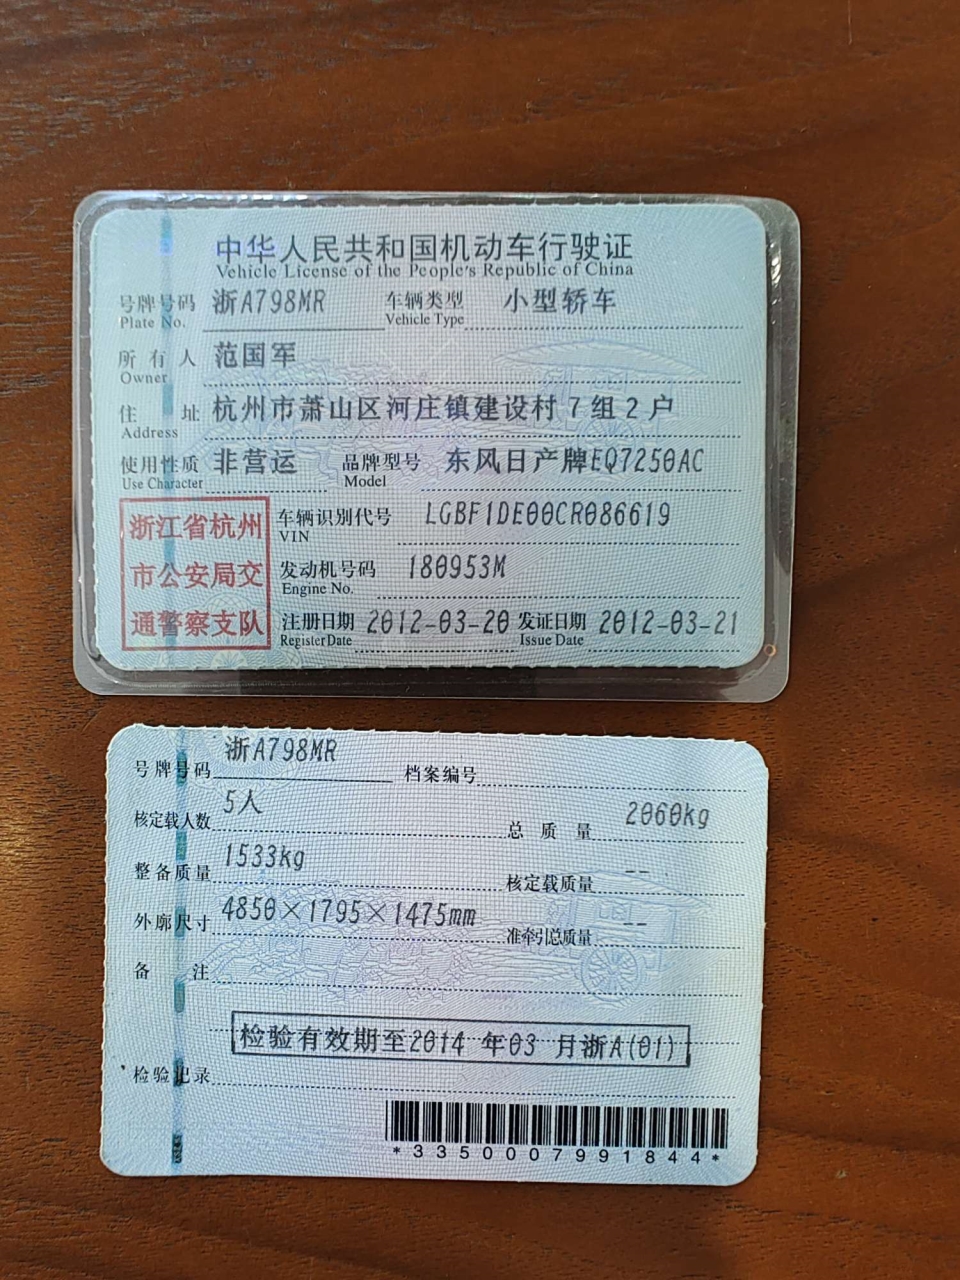 中华人民共和国机动车行驶证
Vehicle License of the People's Republic of China
号牌号码 浙A798MR 车辆类型 小型轿车
Plate No. Vehicle Type
所有人 范国军
Owner
住址 杭州市萧山区河庄镇建设村7组2户
Address
使用性质 非营运 品牌型号 东风日产牌EQ7250AC
Use Character Model
浙江省杭州
市公安局交
通警察支队
车辆识别代号 LGBF1DE00CR086619
VIN
发动机号码 180953M
Engine No.
注册日期 2012-03-20 发证日期 2012-03-21
Register Date Issue Date
号牌号码 浙A798MR 档案编号
核定载人数 5人 总质量 2060kg
整备质量 1533kg 核定载质量 --
外廓尺寸 4850×1795×1475mm 准牵引总质量 --
备注
检验有效期至2014年03月浙A(01)
检验记录
*3350007991844*